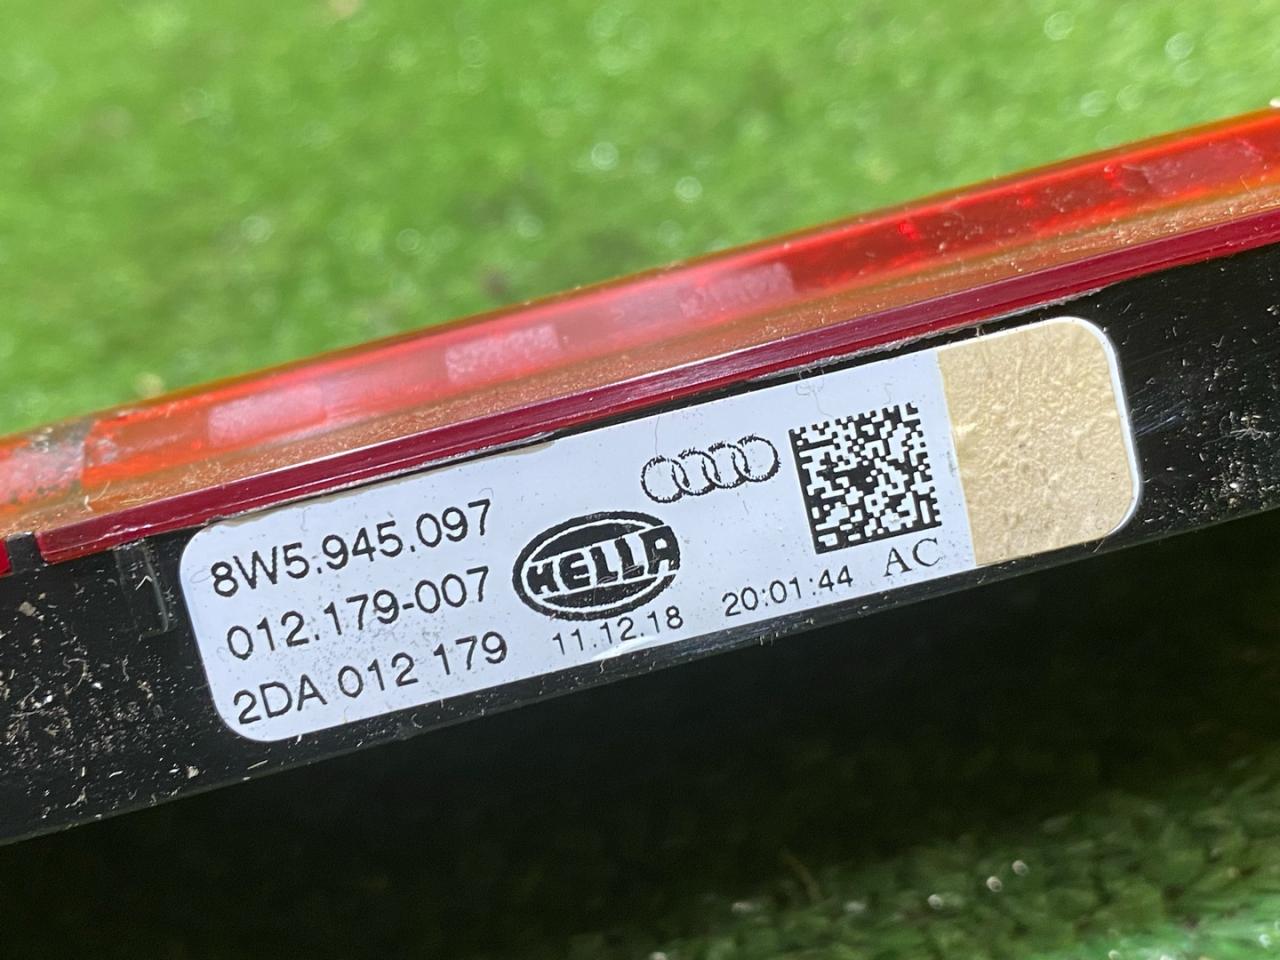 8W5.945.097
012.179-007
2DA 012 179
HELLA
11.12.18 20:01:44 AC